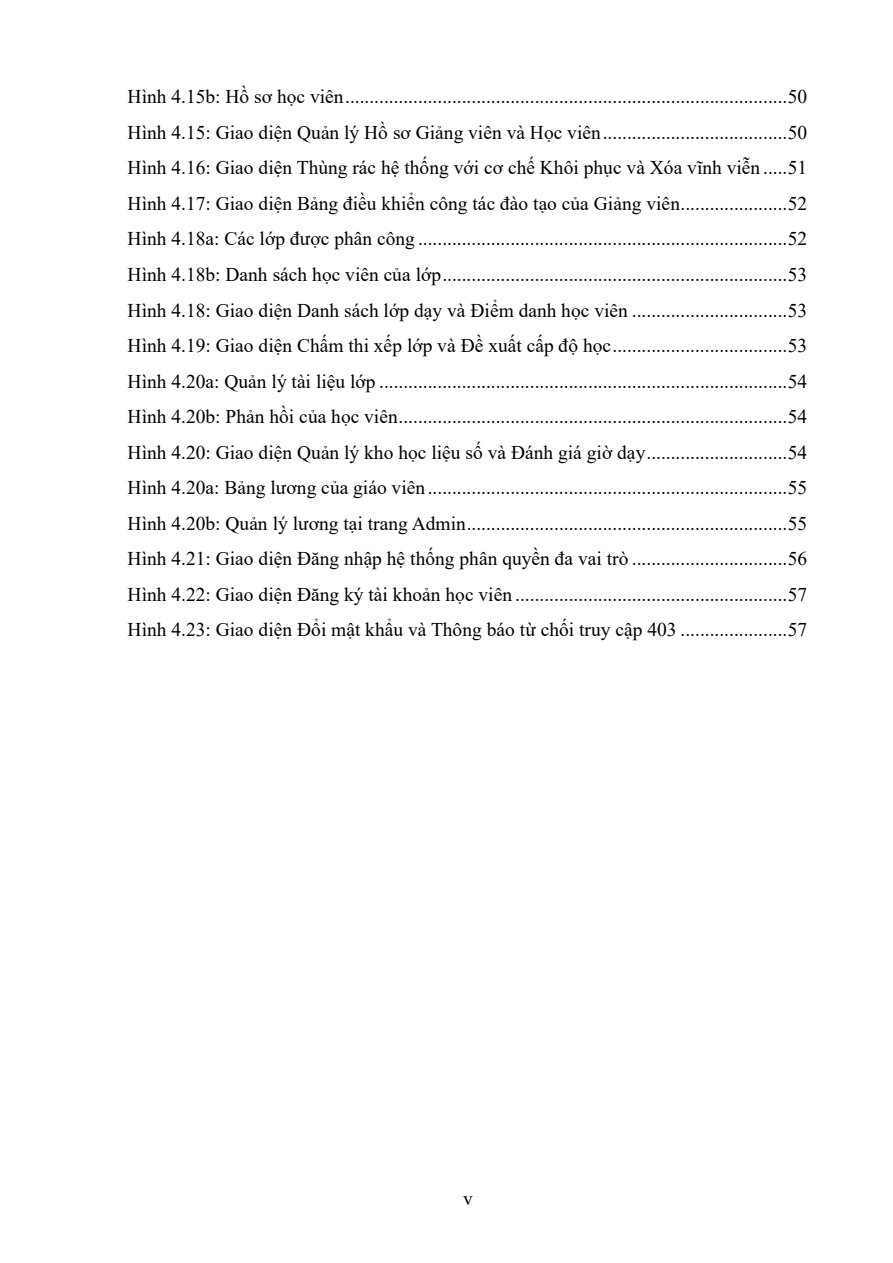 Hình 4.15b: Hồ sơ học viên...........................................................................................50
Hình 4.15: Giao diện Quản lý Hồ sơ Giảng viên và Học viên......................................50
Hình 4.16: Giao diện Thùng rác hệ thống với cơ chế Khôi phục và Xóa vĩnh viễn .....51
Hình 4.17: Giao diện Bảng điều khiển công tác đào tạo của Giảng viên......................52
Hình 4.18a: Các lớp được phân công ............................................................................52
Hình 4.18b: Danh sách học viên của lớp.......................................................................53
Hình 4.18: Giao diện Danh sách lớp dạy và Điểm danh học viên ................................53
Hình 4.19: Giao diện Chấm thi xếp lớp và Đề xuất cấp độ học....................................53
Hình 4.20a: Quản lý tài liệu lớp ....................................................................................54
Hình 4.20b: Phản hồi của học viên................................................................................54
Hình 4.20: Giao diện Quản lý kho học liệu số và Đánh giá giờ dạy.............................54
Hình 4.20a: Bảng lương của giáo viên ..........................................................................55
Hình 4.20b: Quản lý lương tại trang Admin..................................................................55
Hình 4.21: Giao diện Đăng nhập hệ thống phân quyền đa vai trò ................................56
Hình 4.22: Giao diện Đăng ký tài khoản học viên ........................................................57
Hình 4.23: Giao diện Đổi mật khẩu và Thông báo từ chối truy cập 403 ......................57
v